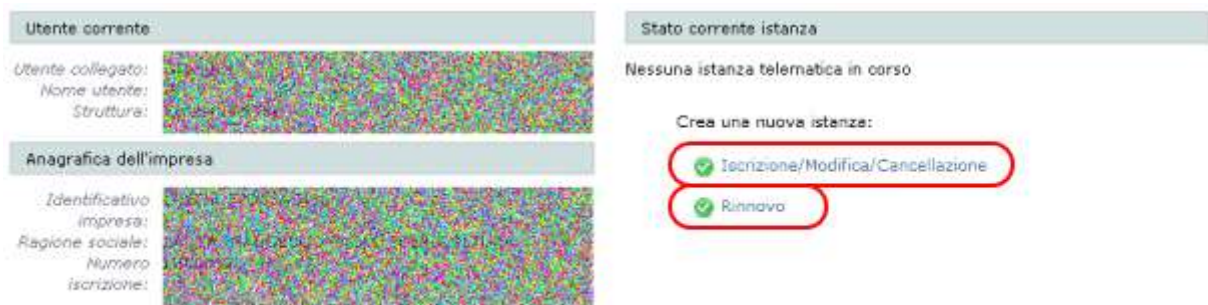 Utente corrente
Utente collegato:
Nome utente:
Struttura:
Anagrafica dell'impresa
Identificativo
impresa:
Ragione sociale:
Numero
iscrizione:
Stato corrente istanza
Nessuna istanza telematica in corso
Crea una nuova istanza:
Iscrizione/Modifica/Cancellazione
Rinnovo